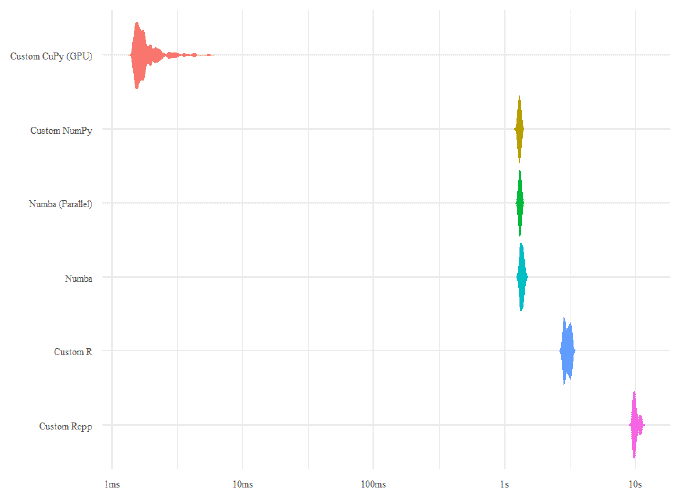 Custom CuPy (GPU)
Custom NumPy
Numba (Parallel)
Numba
Custom R
Custom Rcpp
1ms 10ms 100ms 1s 10s